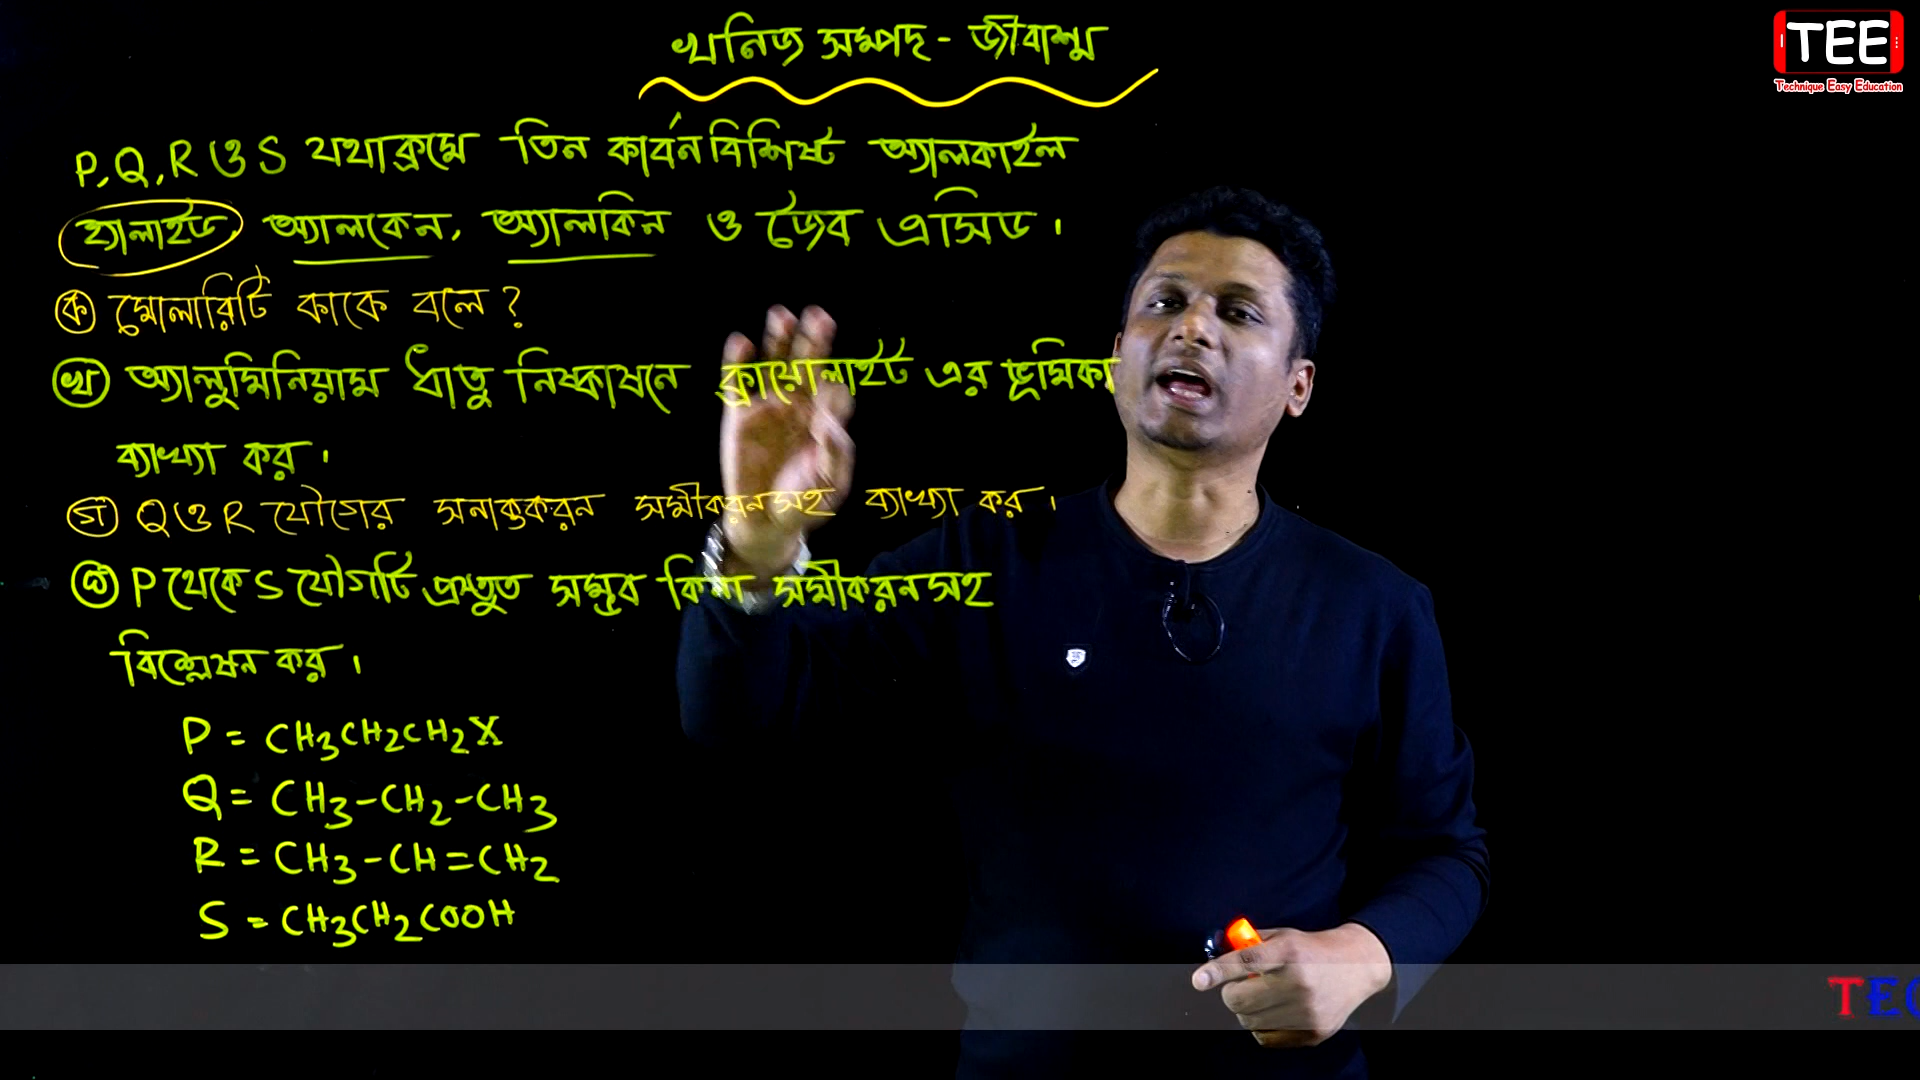 খনিজ সম্পদ - জীবাশ্ম
TEE
Technique Easy Education
P, Q, R ও S যথাক্রমে তিন কার্বন বিশিষ্ট অ্যালকাইল
হ্যালাইড অ্যালকেন, অ্যালকিন ও জৈব এসিড।
ক মোলারিটি কাকে বলে?
খ অ্যালুমিনিয়াম ধাতু নিষ্কাষনে ক্রায়োলাইট এর ভূমিকা
ব্যাখ্যা কর।
গ Q ও R যৌগের সনাক্তকরন সমীকরনসহ ব্যাখ্যা কর।
ঘ P থেকে S যৌগটি প্রস্তুত সম্ভব কিনা সমীকরনসহ
বিশ্লেষন কর।
P = CH3CH2CH2X
Q = CH3-CH2-CH3
R = CH3-CH=CH2
S = CH3CH2COOH
TEC